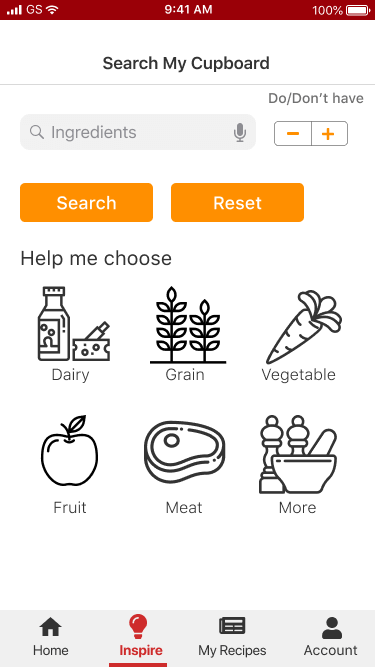 GS 9:41 AM 100%
Search My Cupboard
Do/Don't have
Ingredients
Search Reset
Help me choose
Dairy Grain Vegetable
Fruit Meat More
Home Inspire My Recipes Account